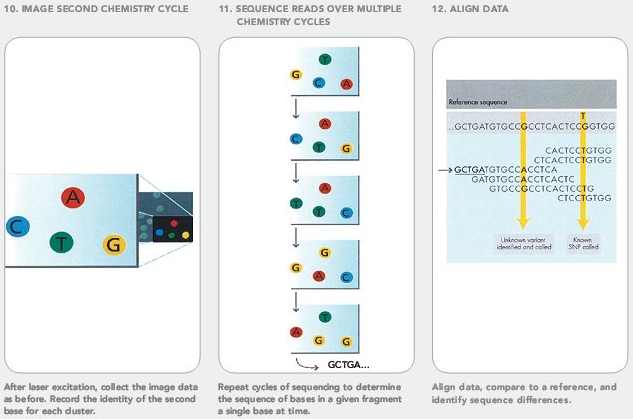 10. IMAGE SECOND CHEMISTRY CYCLE
A
C
T
G
After laser excitation, collect the image data
as before. Record the identity of the second
base for each cluster.
11. SEQUENCE READS OVER MULTIPLE
CHEMISTRY CYCLES
T
G
C
A
A
C
T
G
A
T
T
C
G
G
A
C
T
A
G
G
GCTGA...
Repeat cycles of sequencing to determine
the sequence of bases in a given fragment
a single base at time.
12. ALIGN DATA
Reference sequence
T
..GCTGATGTGCCGCCTCACTCCGGTGG
CACTCCTGTGG
CTCACTCCTGTGG
GCTGATGTGCCACCTCA
GATGTGCCACCTCACTC
GTGCCGCCTCACTCCTG
CTCCTGTGG
Unknown variant
identified and called
Known
SNP called
Align data, compare to a reference, and
identify sequence differences.